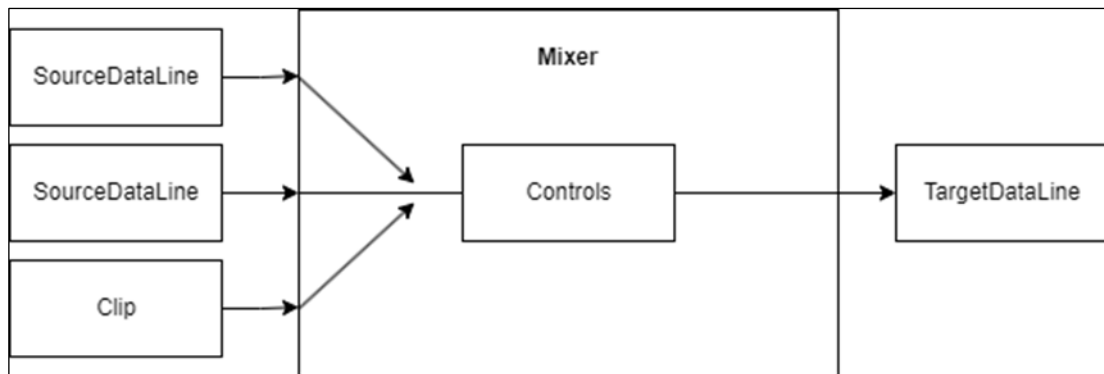 Mixer
SourceDataLine
SourceDataLine
Controls
TargetDataLine
Clip